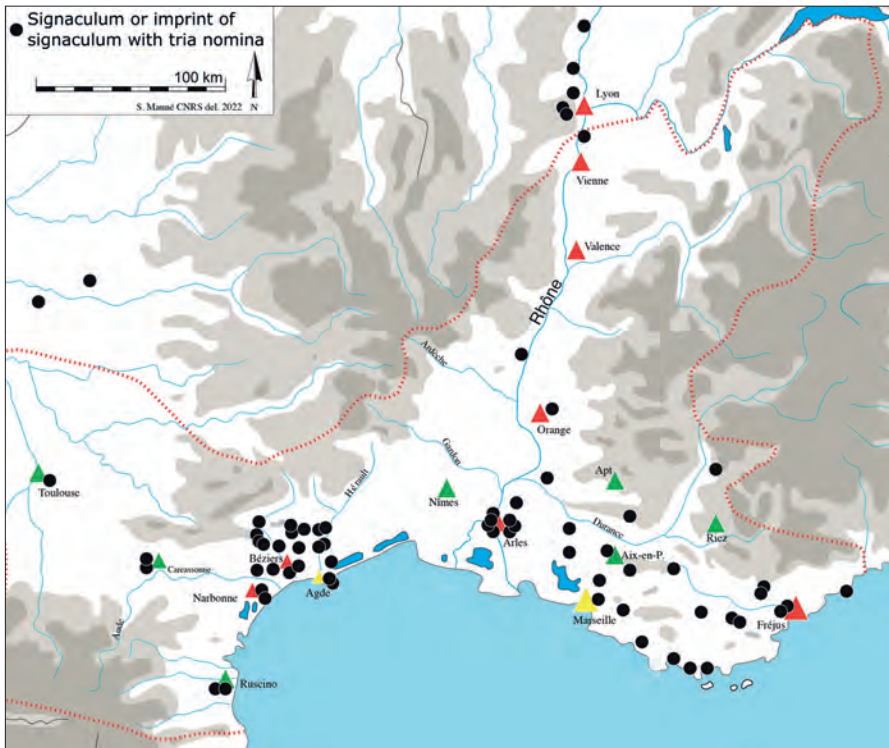 Signaculum or imprint of
signaculum with tria nomina
100 km
S. Mauné CNRS del. 2022 N
Lyon
Vienne
Valence
Rhône
Ardèche
Orange
Gardon
Hérault
Apt
Toulouse
Nîmes
Durance
Riez
Arles
Béziers
Aix-en-P.
Carcassonne
Agde
Narbonne
Marseille
Fréjus
Aude
Ruscino